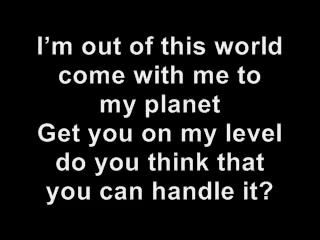 I’m out of this world
come with me to
my planet
Get you on my level
do you think that
you can handle it?